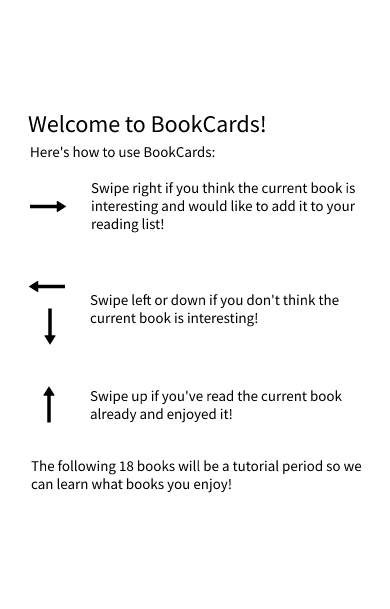 Welcome to BookCards!
Here's how to use BookCards:
Swipe right if you think the current book is
interesting and would like to add it to your
reading list!
Swipe left or down if you don't think the
current book is interesting!
Swipe up if you've read the current book
already and enjoyed it!
The following 18 books will be a tutorial period so we
can learn what books you enjoy!